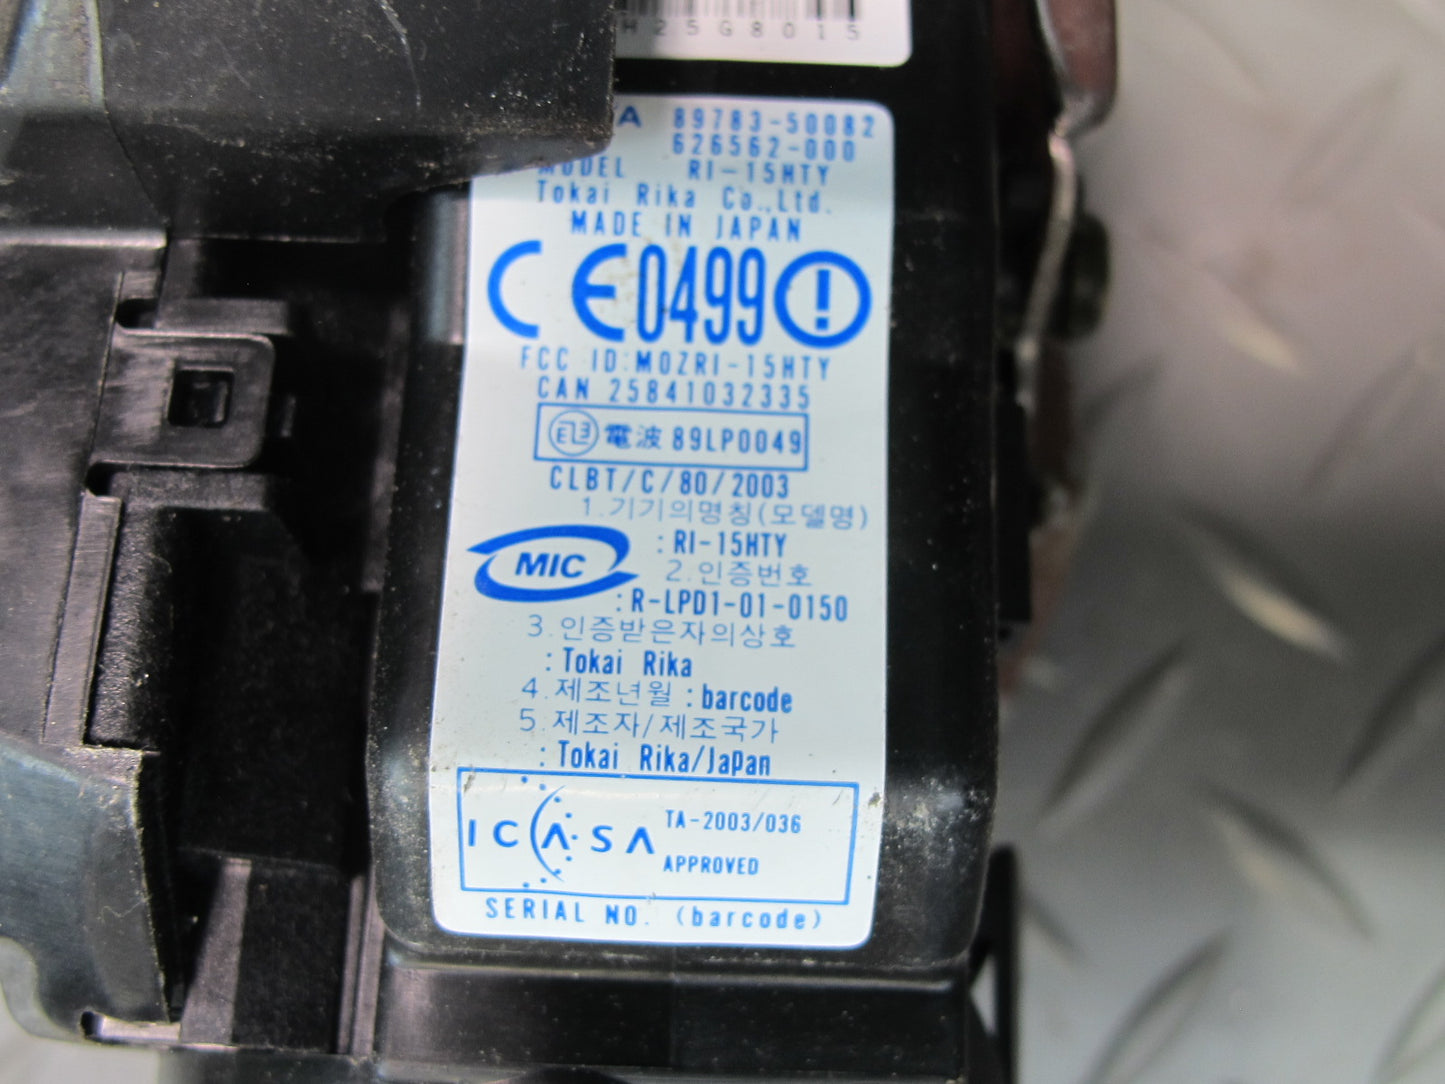 H25G8015
A 89783-50082
626562-000
MODEL RI-15HTY
Tokai Rika Co.,Ltd.
MADE IN JAPAN
CE0499!
FCC ID:MOZRI-15HTY
CAN 25841032335
電波 89LP0049
CLBT/C/80/2003
1.기기의명칭(모델명)
MIC :RI-15HTY
2.인증번호
:R-LPD1-01-0150
3.인증받은자의상호
:Tokai Rika
4.제조년월:barcode
5.제조자/제조국가
:Tokai Rika/Japan
ICASA TA-2003/036
APPROVED
SERIAL NO. (barcode)